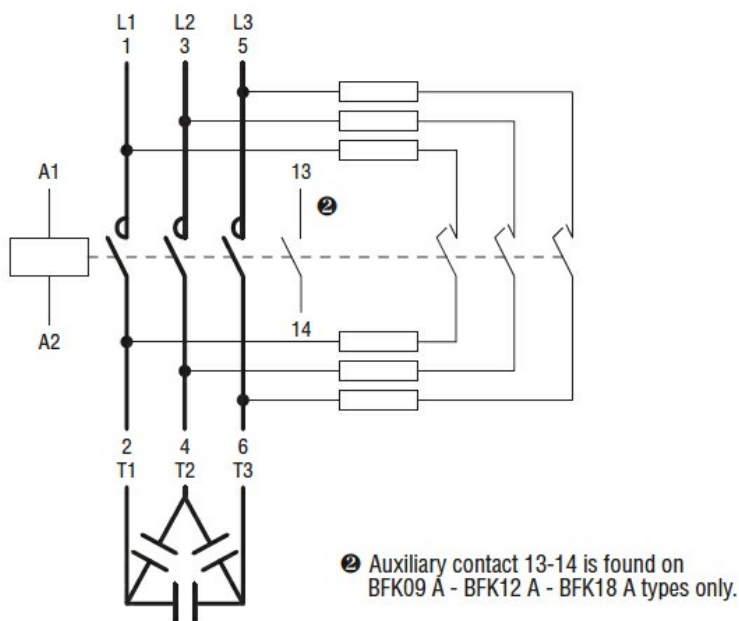 L1 L2 L3
1 3 5
A1
13
❷
14
A2
2 4 6
T1 T2 T3
❷ Auxiliary contact 13-14 is found on
BFK09 A - BFK12 A - BFK18 A types only.